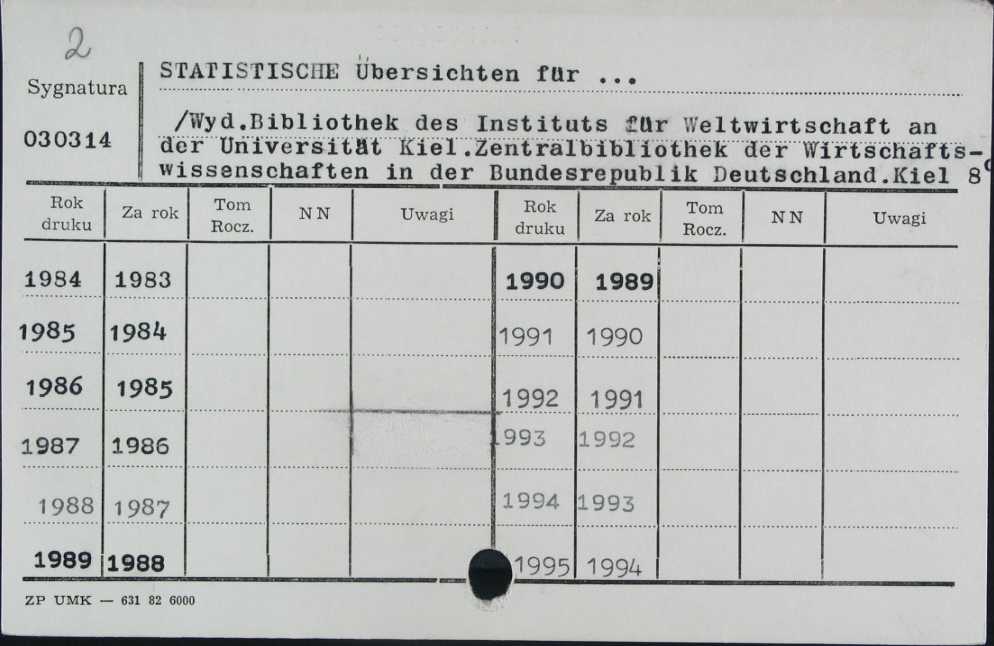 2
Sygnatura
030314
STATISTISCHE Übersichten für ...
/Wyd.Bibliothek des Instituts für Weltwirtschaft an
der Universität Kiel.Zentralbibliothek der Wirtschafts-
wissenschaften in der Bundesrepublik Deutschland.Kiel 8°
Rok druku Za rok Tom Rocz. NN Uwagi Rok druku Za rok Tom Rocz. NN Uwagi
1984 1983 1990 1989
1985 1984 1991 1990
1986 1985 1992 1991
1987 1986 1993 1992
1988 1987 1994 1993
1989 1988 1995 1994
ZP UMK — 631 82 6000